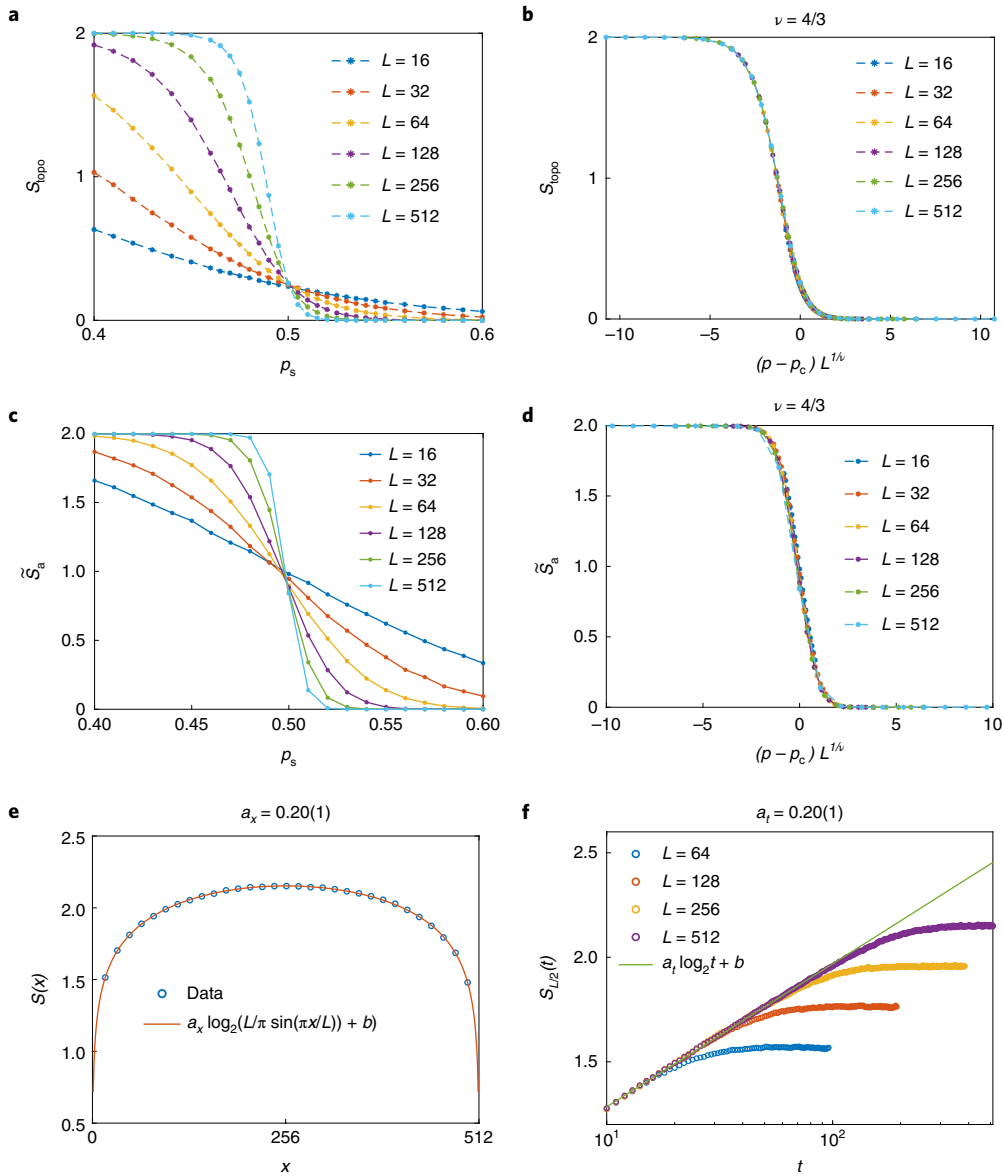 a
2
1
0
0.4
0.5
0.6
S_topo
p_s
L = 16
L = 32
L = 64
L = 128
L = 256
L = 512
b
ν = 4/3
2
1
0
−10
−5
0
5
10
S_topo
(p − p_c) L^{1/ν}
L = 16
L = 32
L = 64
L = 128
L = 256
L = 512
c
2.0
1.5
1.0
0.5
0
0.40
0.45
0.50
0.55
0.60
S̃_a
p_s
L = 16
L = 32
L = 64
L = 128
L = 256
L = 512
d
ν = 4/3
2.0
1.5
1.0
0.5
0
−10
−5
0
5
10
S̃_a
(p − p_c) L^{1/ν}
L = 16
L = 32
L = 64
L = 128
L = 256
L = 512
e
a_x = 0.20(1)
2.5
2.0
1.5
1.0
0.5
0
256
512
S(x)
x
Data
a_x log_2(L/π sin(πx/L)) + b)
f
a_t = 0.20(1)
2.5
2.0
1.5
10^1
10^2
S_{L/2}(t)
t
L = 64
L = 128
L = 256
L = 512
a_t log_2 t + b